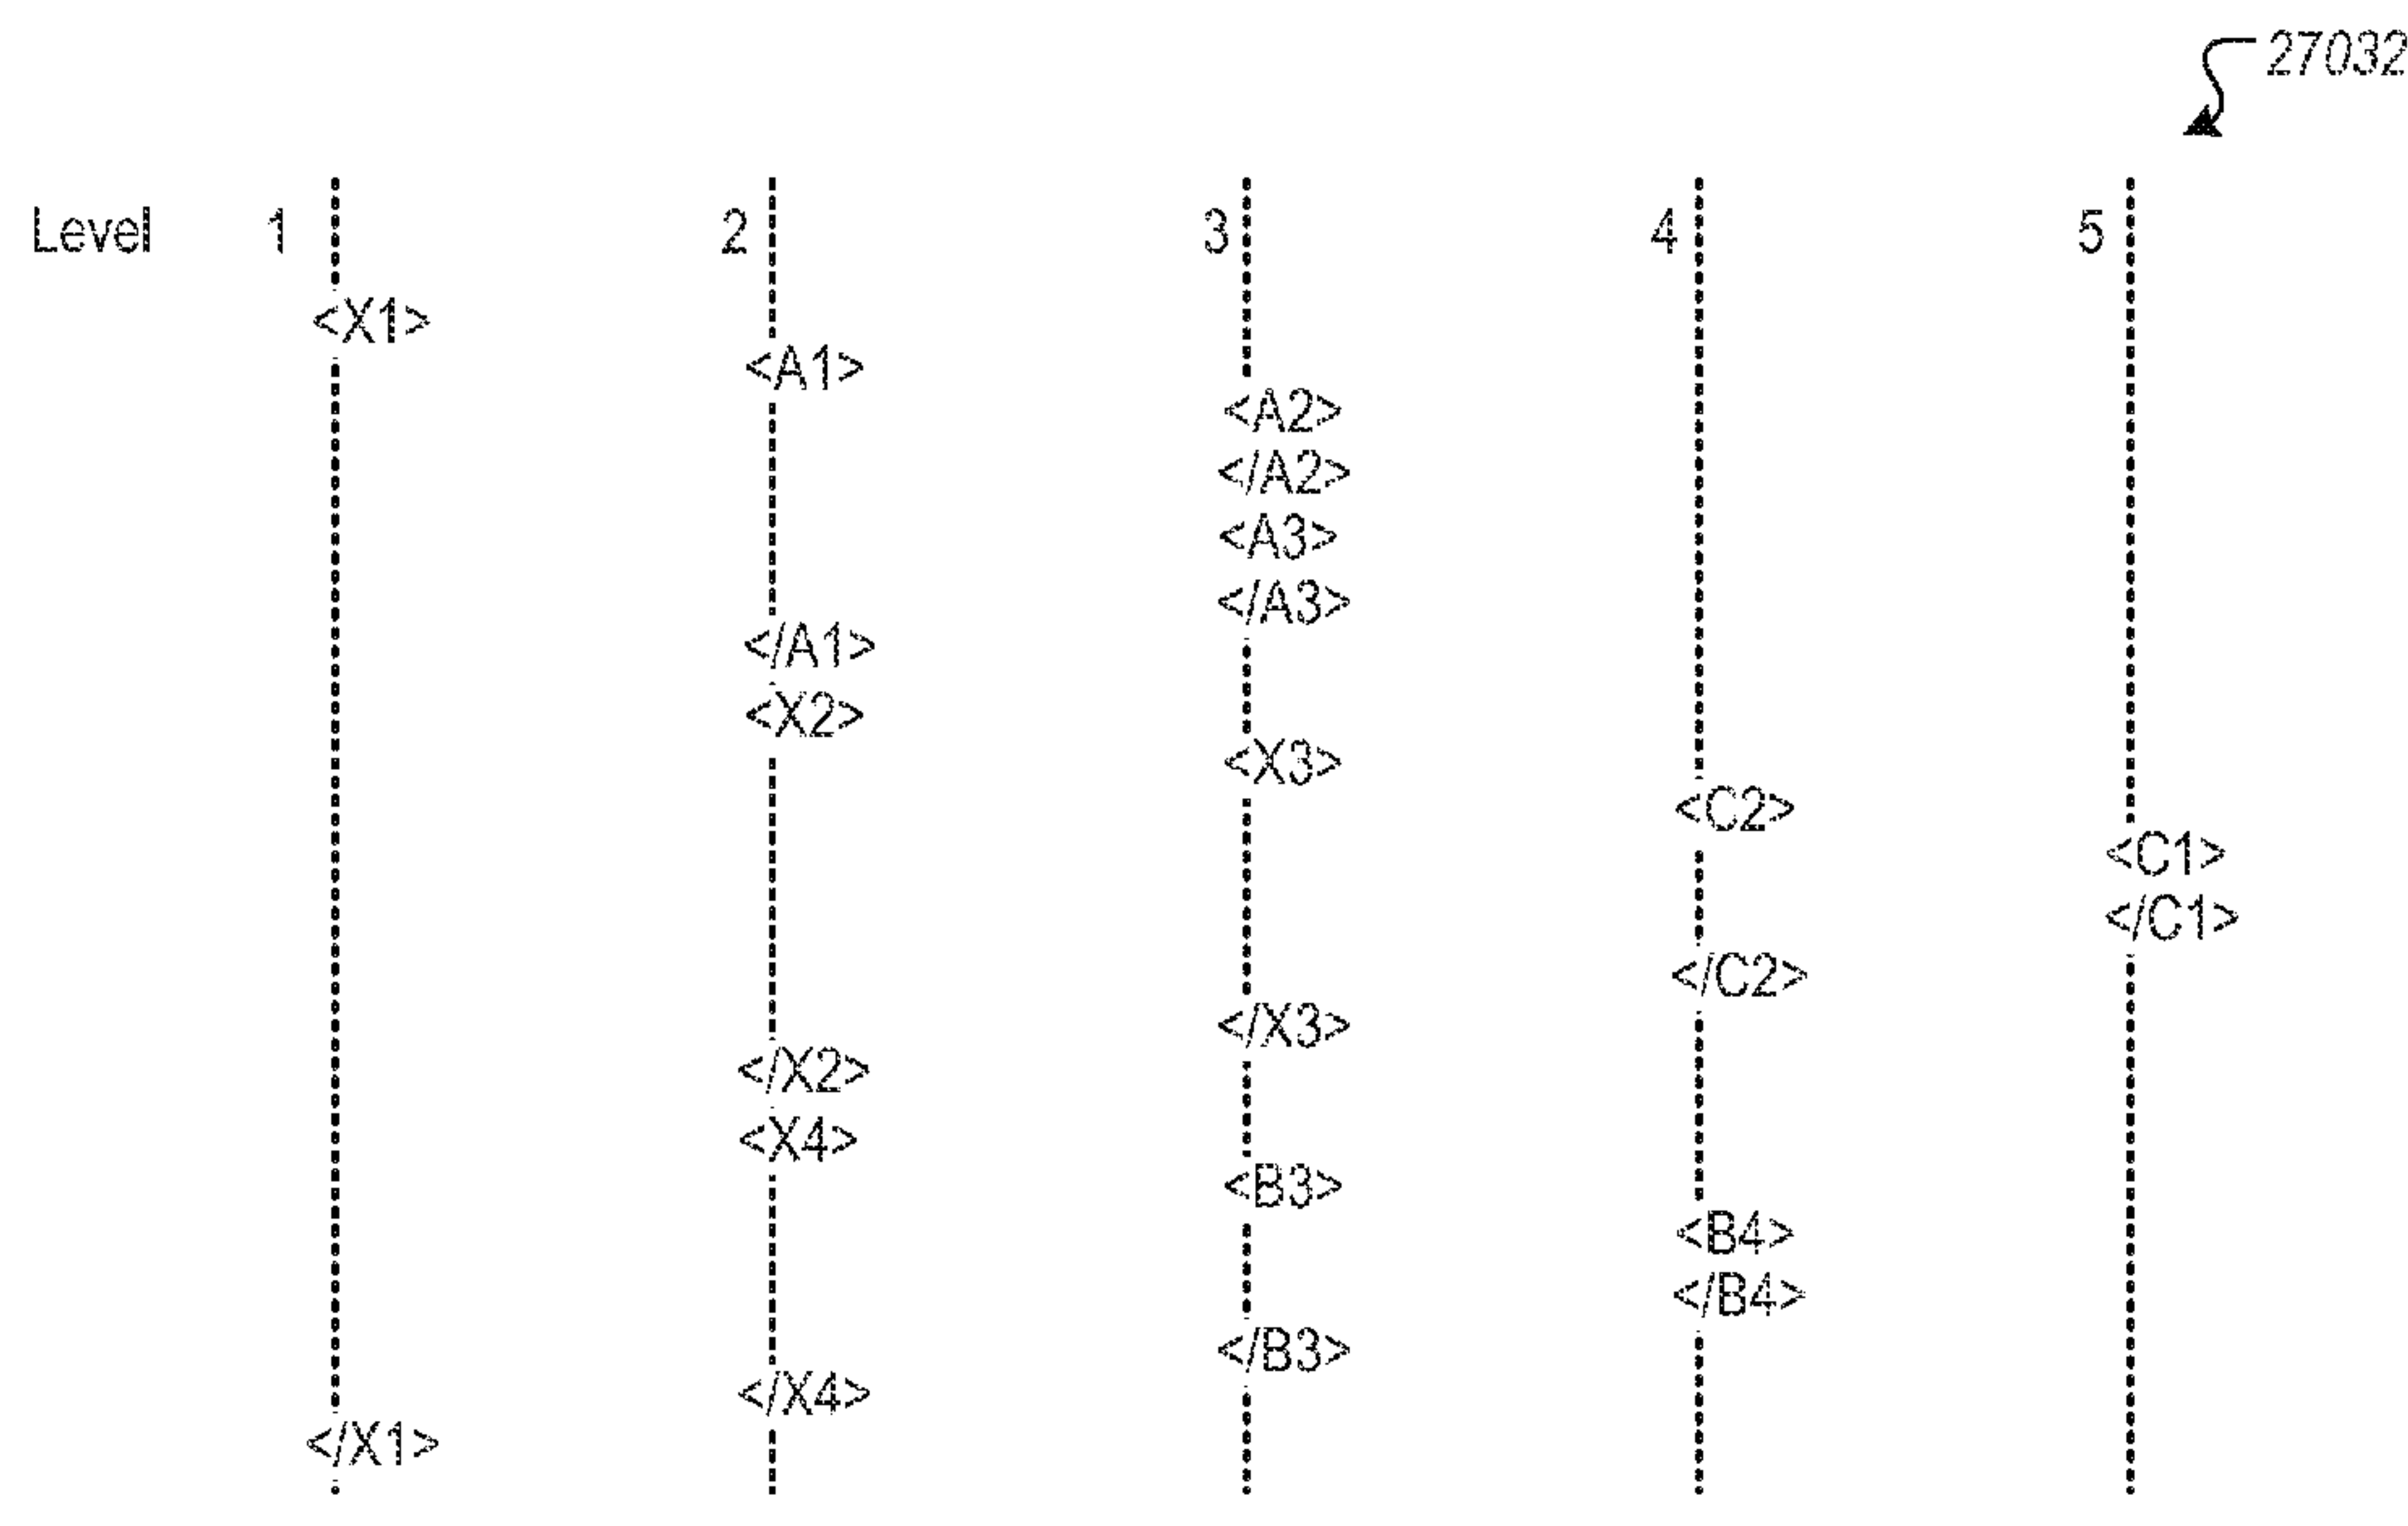 27032
Level 1 2 3 4 5
<X1>
<A1>
<A2>
</A2>
<A3>
</A3>
</A1>
<X2>
<X3>
<C2>
<C1>
</C1>
</C2>
</X3>
</X2>
<X4>
<B3>
<B4>
</B4>
</B3>
</X4>
</X1>